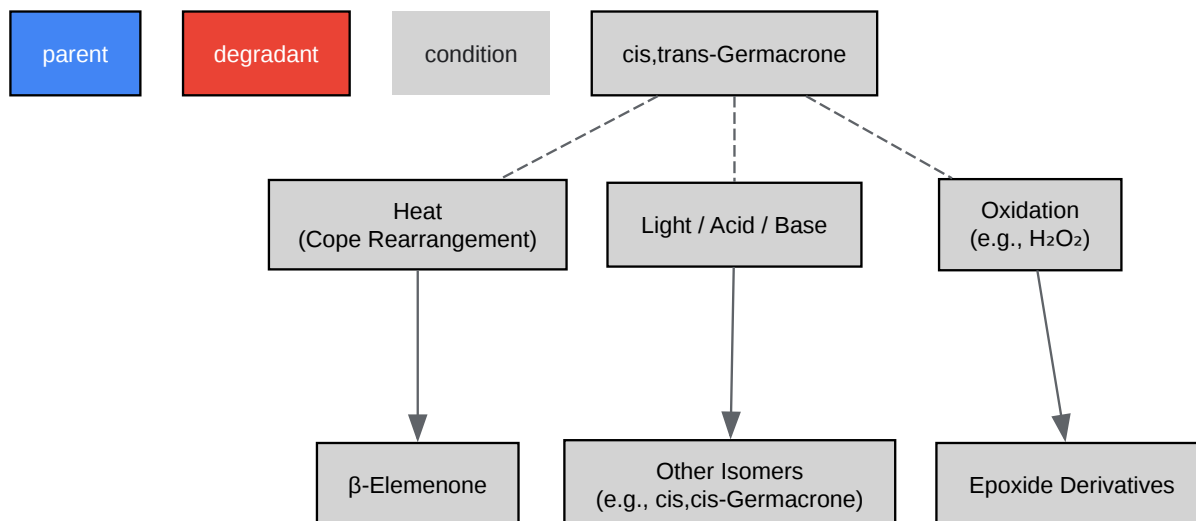 parent
degradant
condition
cis,trans-Germacrone
Heat
(Cope Rearrangement)
Light / Acid / Base
Oxidation
(e.g., H₂O₂)
β-Elemenone
Other Isomers
(e.g., cis,cis-Germacrone)
Epoxide Derivatives